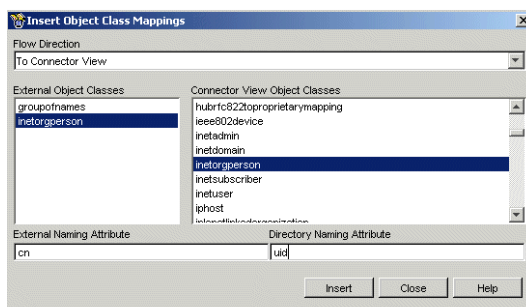 Insert Object Class Mappings
Flow Direction
To Connector View
External Object Classes
groupofnames
inetorgperson
Connector View Object Classes
hubrfc822toproprietarymapping
ieee802device
inetadmin
inetdomain
inetorgperson
inetsubscriber
inetuser
iphost
External Naming Attribute
cn
Directory Naming Attribute
uid
Insert Close Help